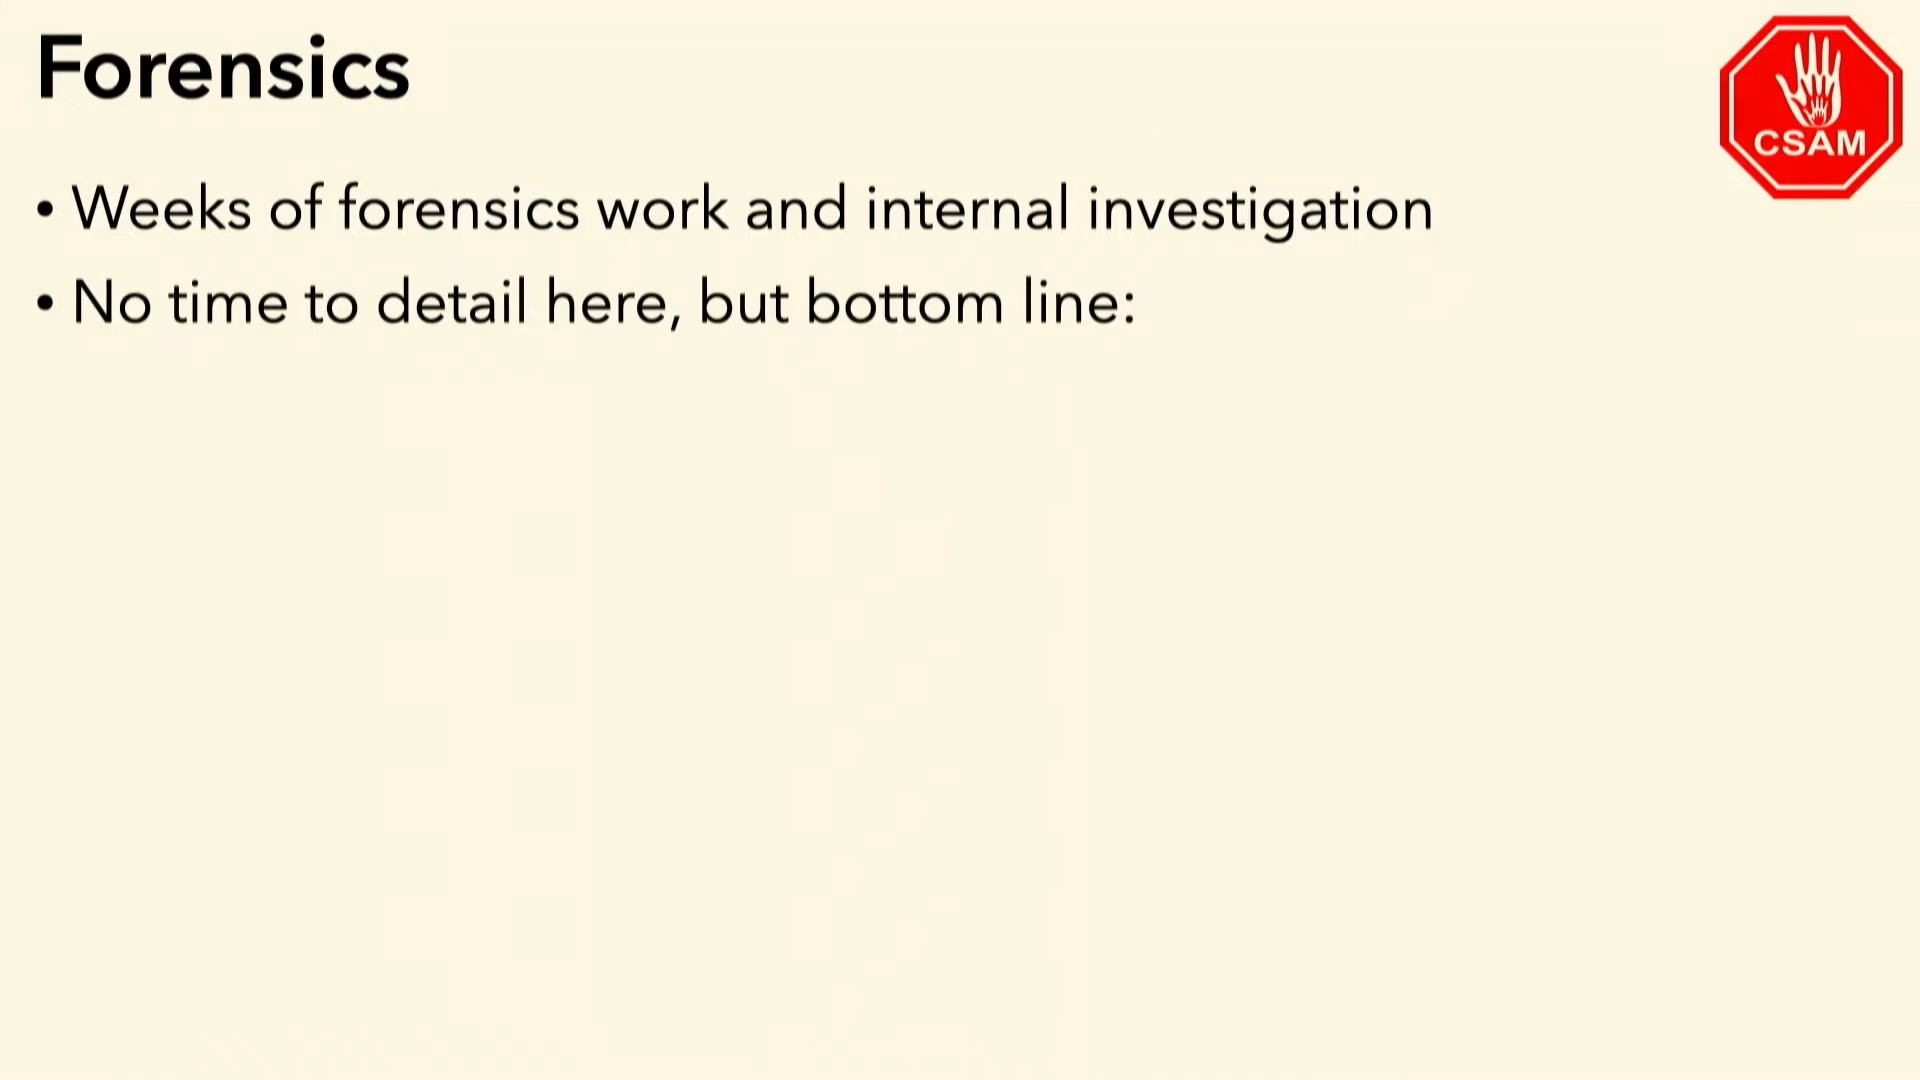 Forensics
CSAM
• Weeks of forensics work and internal investigation
• No time to detail here, but bottom line: